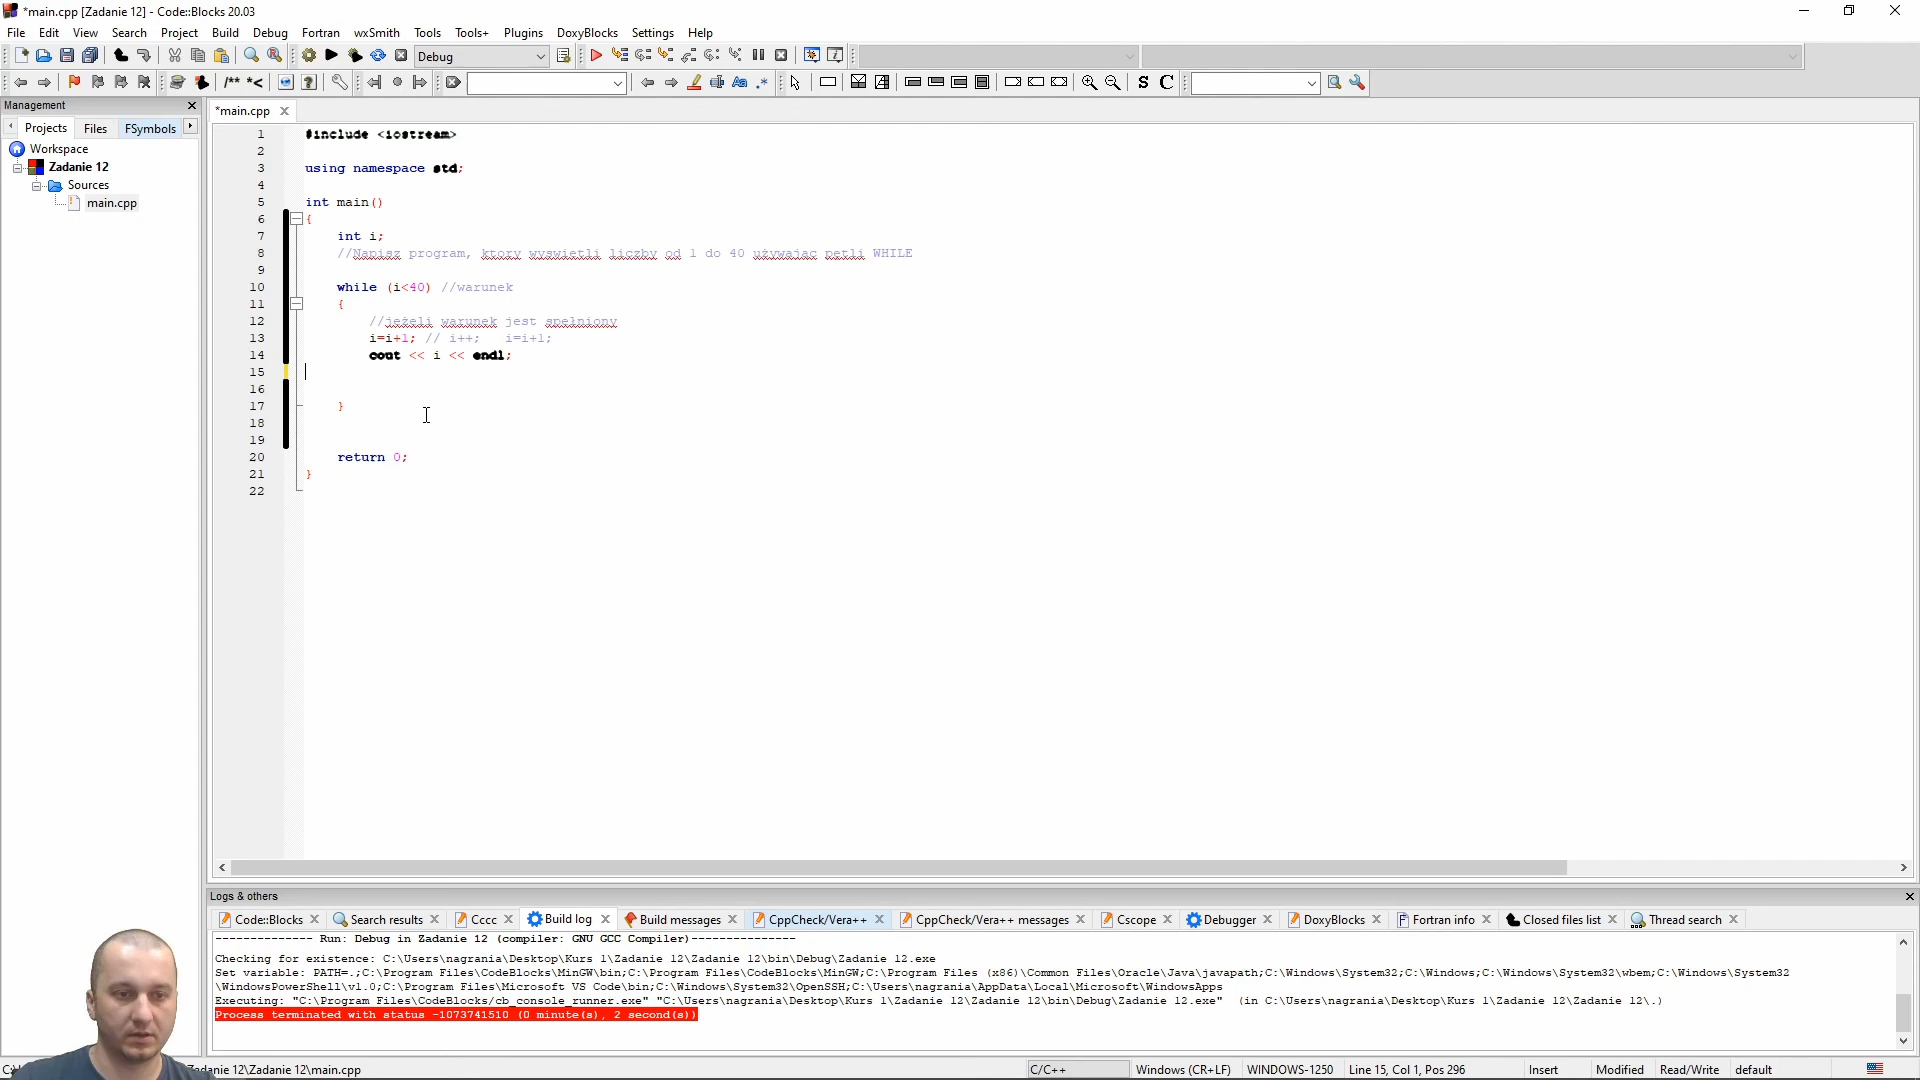 *main.cpp [Zadanie 12] - Code::Blocks 20.03
File Edit View Search Project Build Debug Fortran wxSmith Tools Tools+ Plugins DoxyBlocks Settings Help
Debug
/** *< Aa .* S C
Management
*main.cpp
Projects Files FSymbols
Workspace
Zadanie 12
Sources
main.cpp
1 #include <iostream>
2
3 using namespace std;
4
5 int main()
6 {
7 int i;
8 //Napisz program, ktory wyswietli liczby od 1 do 40 używajac petli WHILE
9
10 while (i<40) //warunek
11 {
12 //jeżeli warunek jest spełniony
13 i=i+1; // i++; i=i+1;
14 cout << i << endl;
15
16
17 }
18
19
20 return 0;
21 }
22
Logs & others
Code::Blocks Search results Cccc Build log Build messages CppCheck/Vera++ CppCheck/Vera++ messages Cscope Debugger DoxyBlocks Fortran info Closed files list Thread search
-------------- Run: Debug in Zadanie 12 (compiler: GNU GCC Compiler)---------------
Checking for existence: C:\Users\nagrania\Desktop\Kurs 1\Zadanie 12\Zadanie 12\bin\Debug\Zadanie 12.exe
Set variable: PATH=.;C:\Program Files\CodeBlocks\MinGW\bin;C:\Program Files\CodeBlocks\MinGW;C:\Program Files (x86)\Common Files\Oracle\Java\javapath;C:\Windows\System32;C:\Windows;C:\Windows\System32\wbem;C:\Windows\System32
\WindowsPowerShell\v1.0;C:\Program Files\Microsoft VS Code\bin;C:\Windows\System32\OpenSSH;C:\Users\nagrania\AppData\Local\Microsoft\WindowsApps
Executing: "C:\Program Files\CodeBlocks/cb_console_runner.exe" "C:\Users\nagrania\Desktop\Kurs 1\Zadanie 12\Zadanie 12\bin\Debug\Zadanie 12.exe" (in C:\Users\nagrania\Desktop\Kurs 1\Zadanie 12\Zadanie 12\.)
Process terminated with status -1073741510 (0 minute(s), 2 second(s))
Zadanie 12\Zadanie 12\main.cpp C/C++ Windows (CR+LF) WINDOWS-1250 Line 15, Col 1, Pos 296 Insert Modified Read/Write default